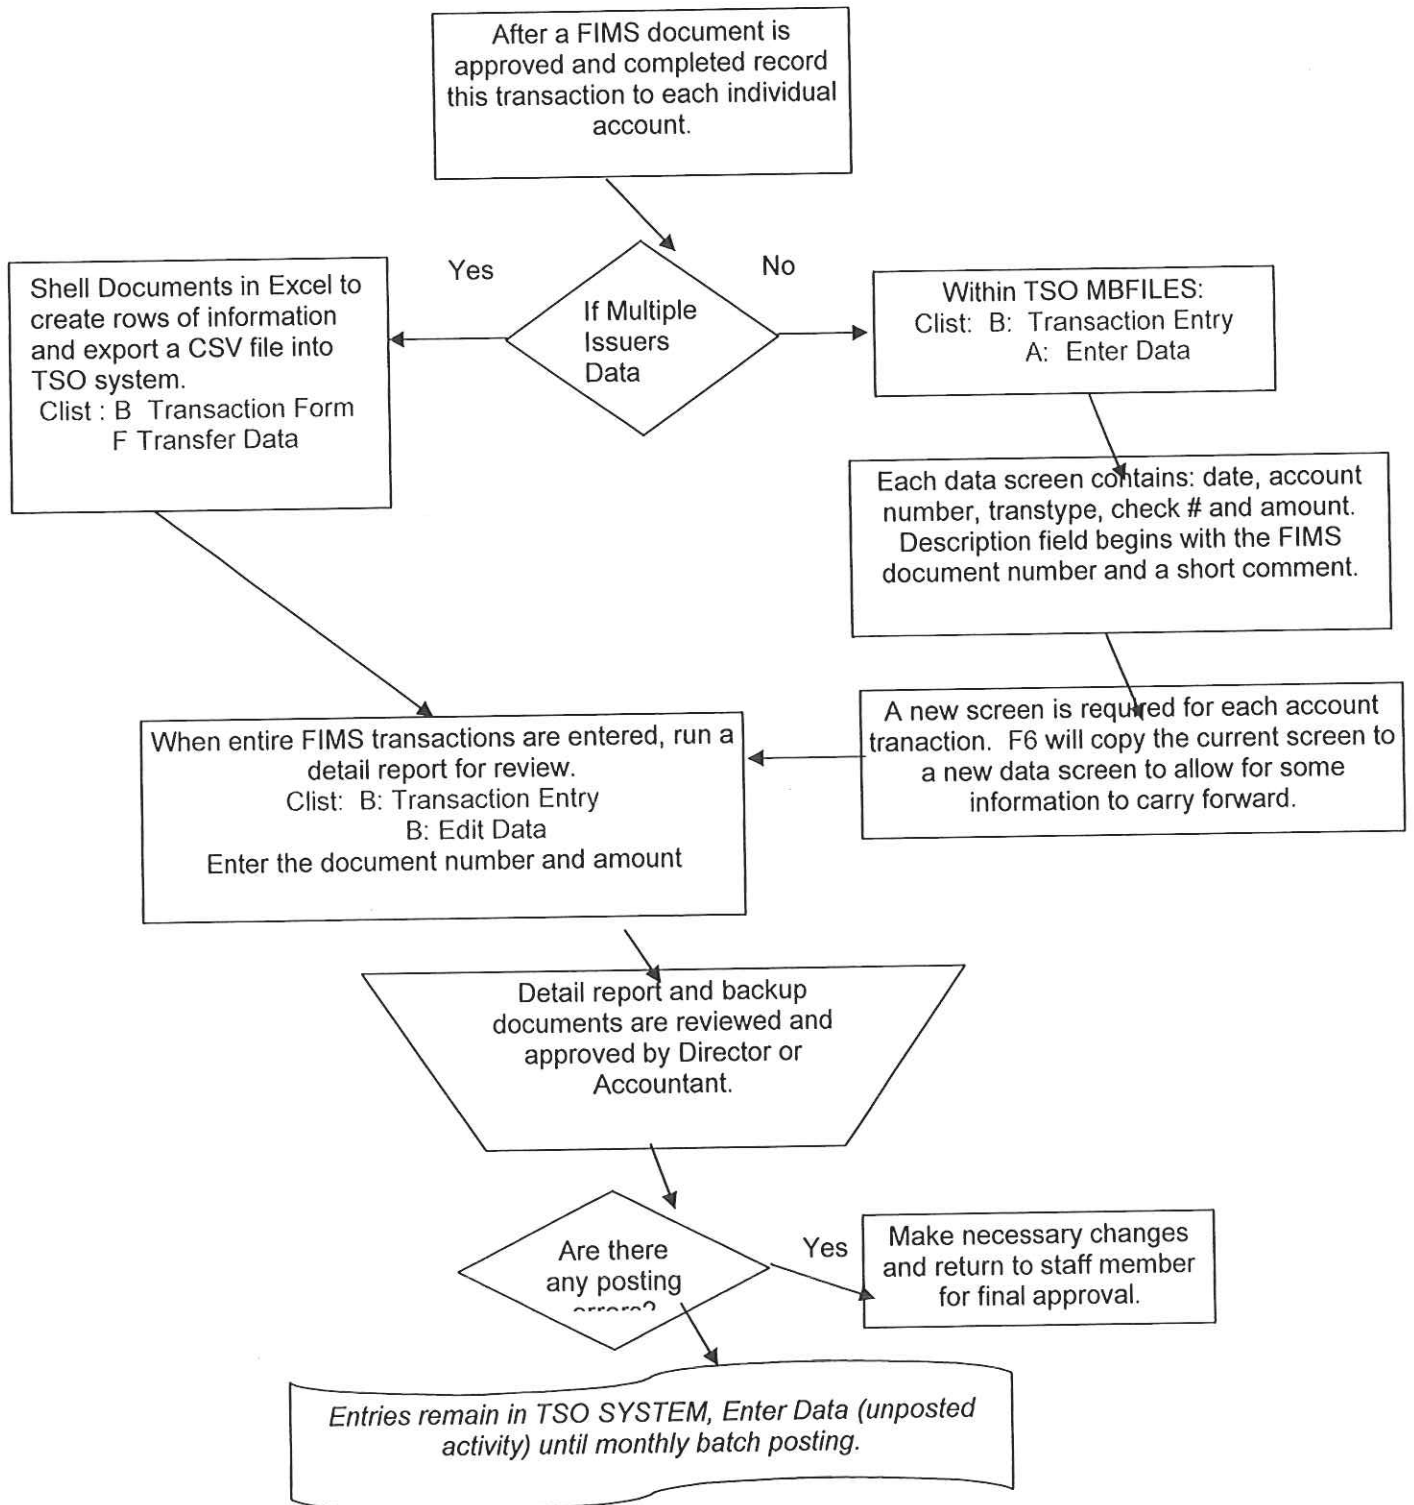 After a FIMS document is
approved and completed record
this transaction to each individual
account.
Yes
No
If Multiple
Issuers
Data
Shell Documents in Excel to
create rows of information
and export a CSV file into
TSO system.
Clist : B Transaction Form
F Transfer Data
Within TSO MBFILES:
Clist: B: Transaction Entry
A: Enter Data
Each data screen contains: date, account
number, transtype, check # and amount.
Description field begins with the FIMS
document number and a short comment.
A new screen is required for each account
tranaction. F6 will copy the current screen to
a new data screen to allow for some
information to carry forward.
When entire FIMS transactions are entered, run a
detail report for review.
Clist: B: Transaction Entry
B: Edit Data
Enter the document number and amount
Detail report and backup
documents are reviewed and
approved by Director or
Accountant.
Are there
any posting
errors?
Yes
Make necessary changes
and return to staff member
for final approval.
Entries remain in TSO SYSTEM, Enter Data (unposted
activity) until monthly batch posting.